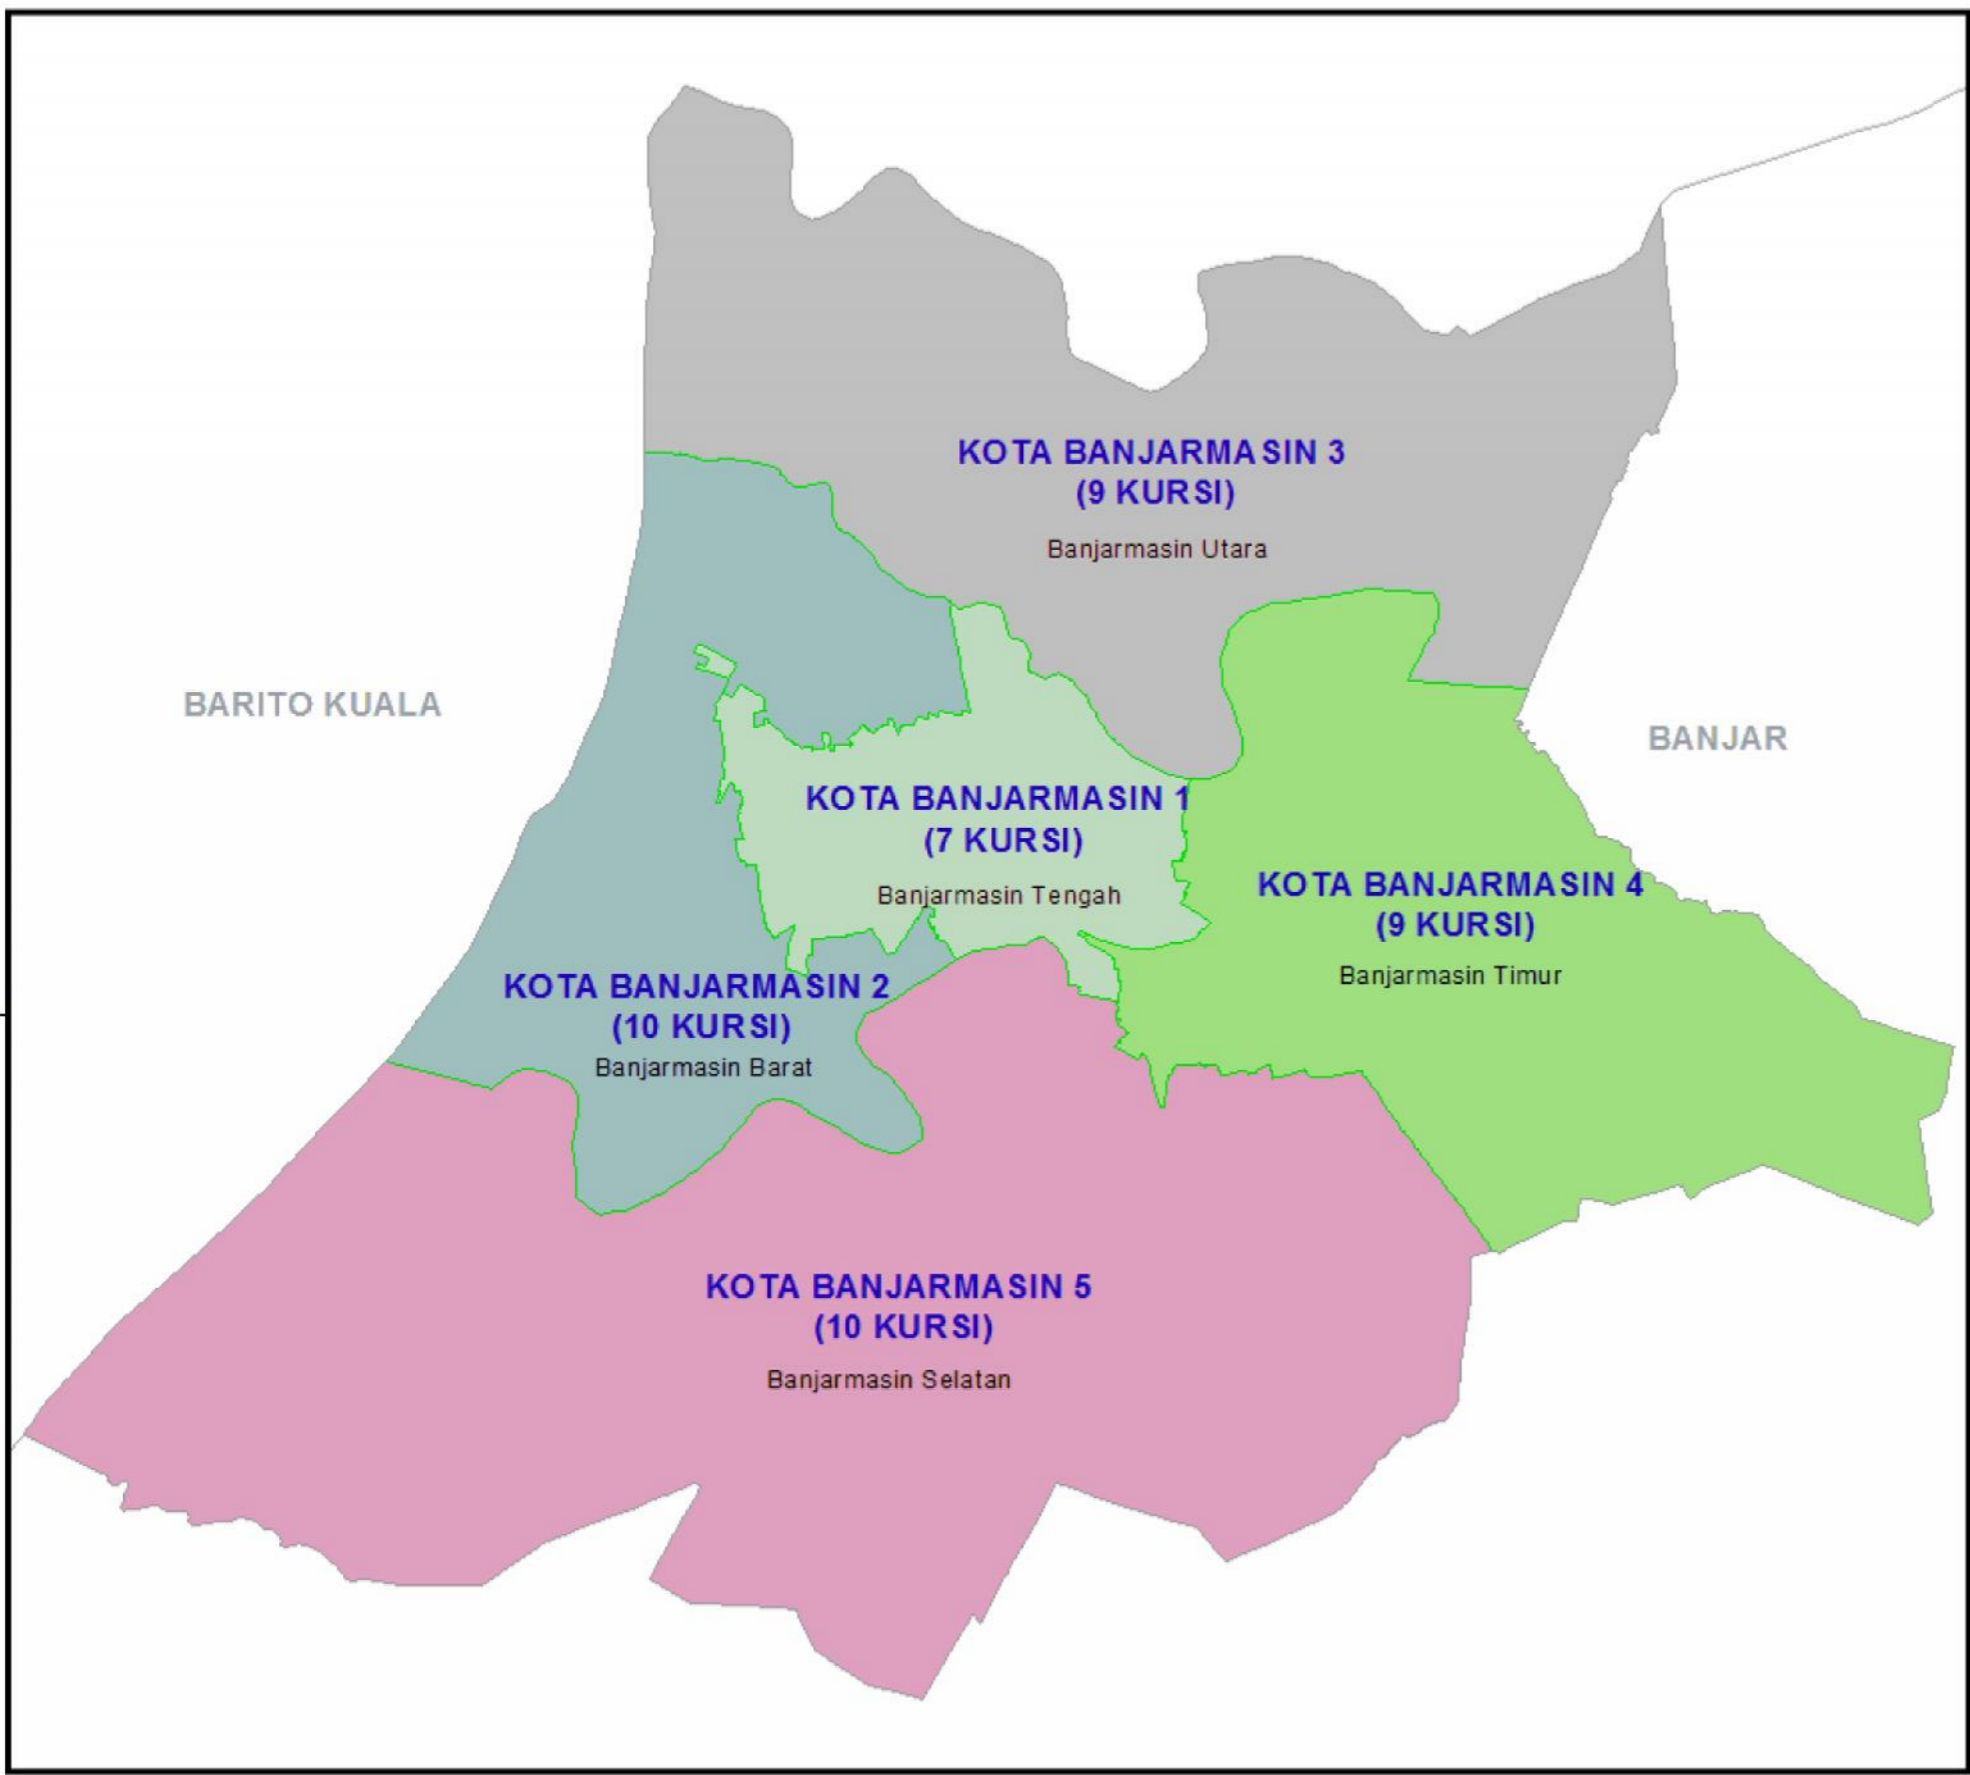 KOTA BANJARMASIN 3
(9 KURSI)
Banjarmasin Utara
BARITO KUALA
BANJAR
KOTA BANJARMASIN 1
(7 KURSI)
Banjarmasin Tengah
KOTA BANJARMASIN 4
(9 KURSI)
Banjarmasin Timur
KOTA BANJARMASIN 2
(10 KURSI)
Banjarmasin Barat
KOTA BANJARMASIN 5
(10 KURSI)
Banjarmasin Selatan